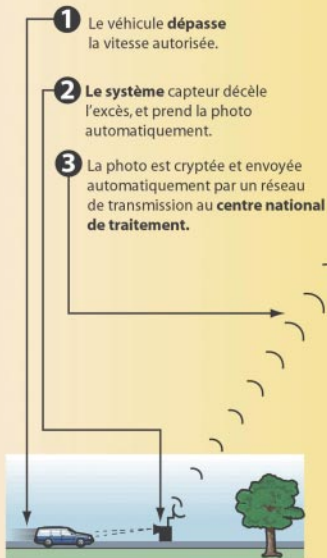 1 Le véhicule dépasse
la vitesse autorisée.
2 Le système capteur décèle
l'excès, et prend la photo
automatiquement.
3 La photo est cryptée et envoyée
automatiquement par un réseau
de transmission au centre national
de traitement.